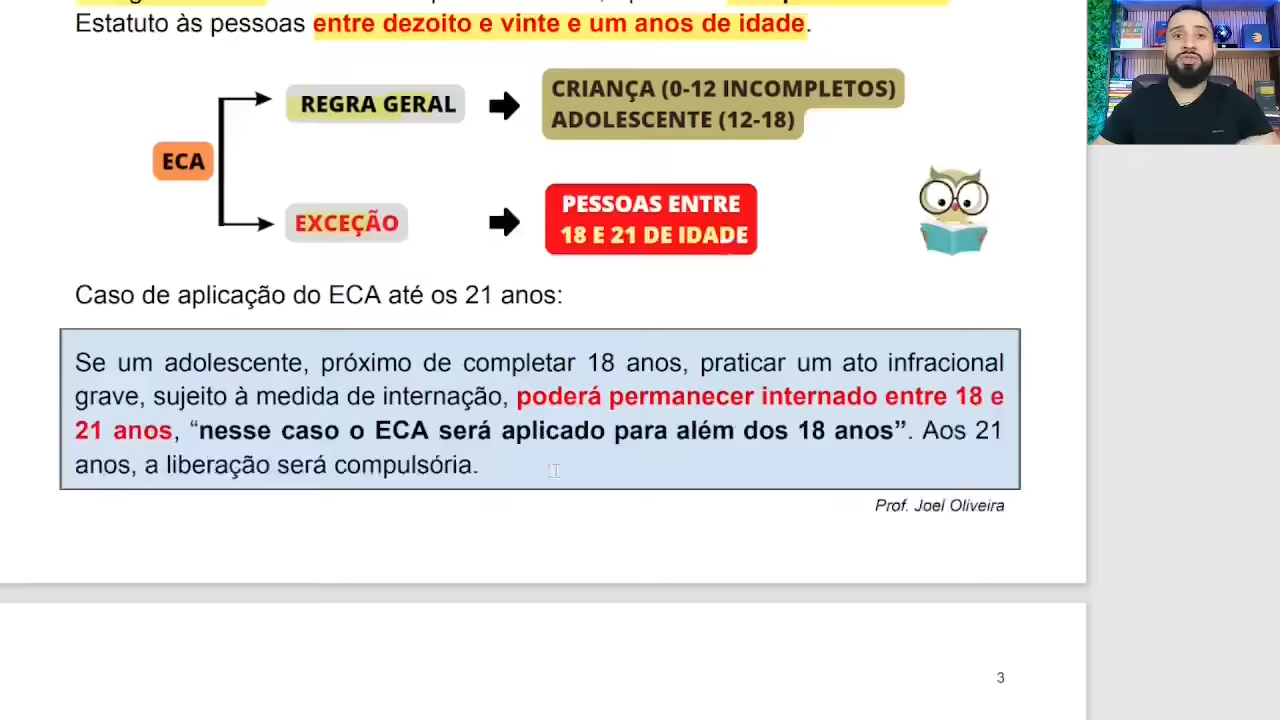 Estatuto às pessoas entre dezoito e vinte e um anos de idade.
REGRA GERAL
CRIANÇA (0-12 INCOMPLETOS)
ADOLESCENTE (12-18)
ECA
EXCEÇÃO
PESSOAS ENTRE
18 E 21 DE IDADE
Caso de aplicação do ECA até os 21 anos:
Se um adolescente, próximo de completar 18 anos, praticar um ato infracional
grave, sujeito à medida de internação, poderá permanecer internado entre 18 e
21 anos, “nesse caso o ECA será aplicado para além dos 18 anos”. Aos 21
anos, a liberação será compulsória.
Prof. Joel Oliveira
3